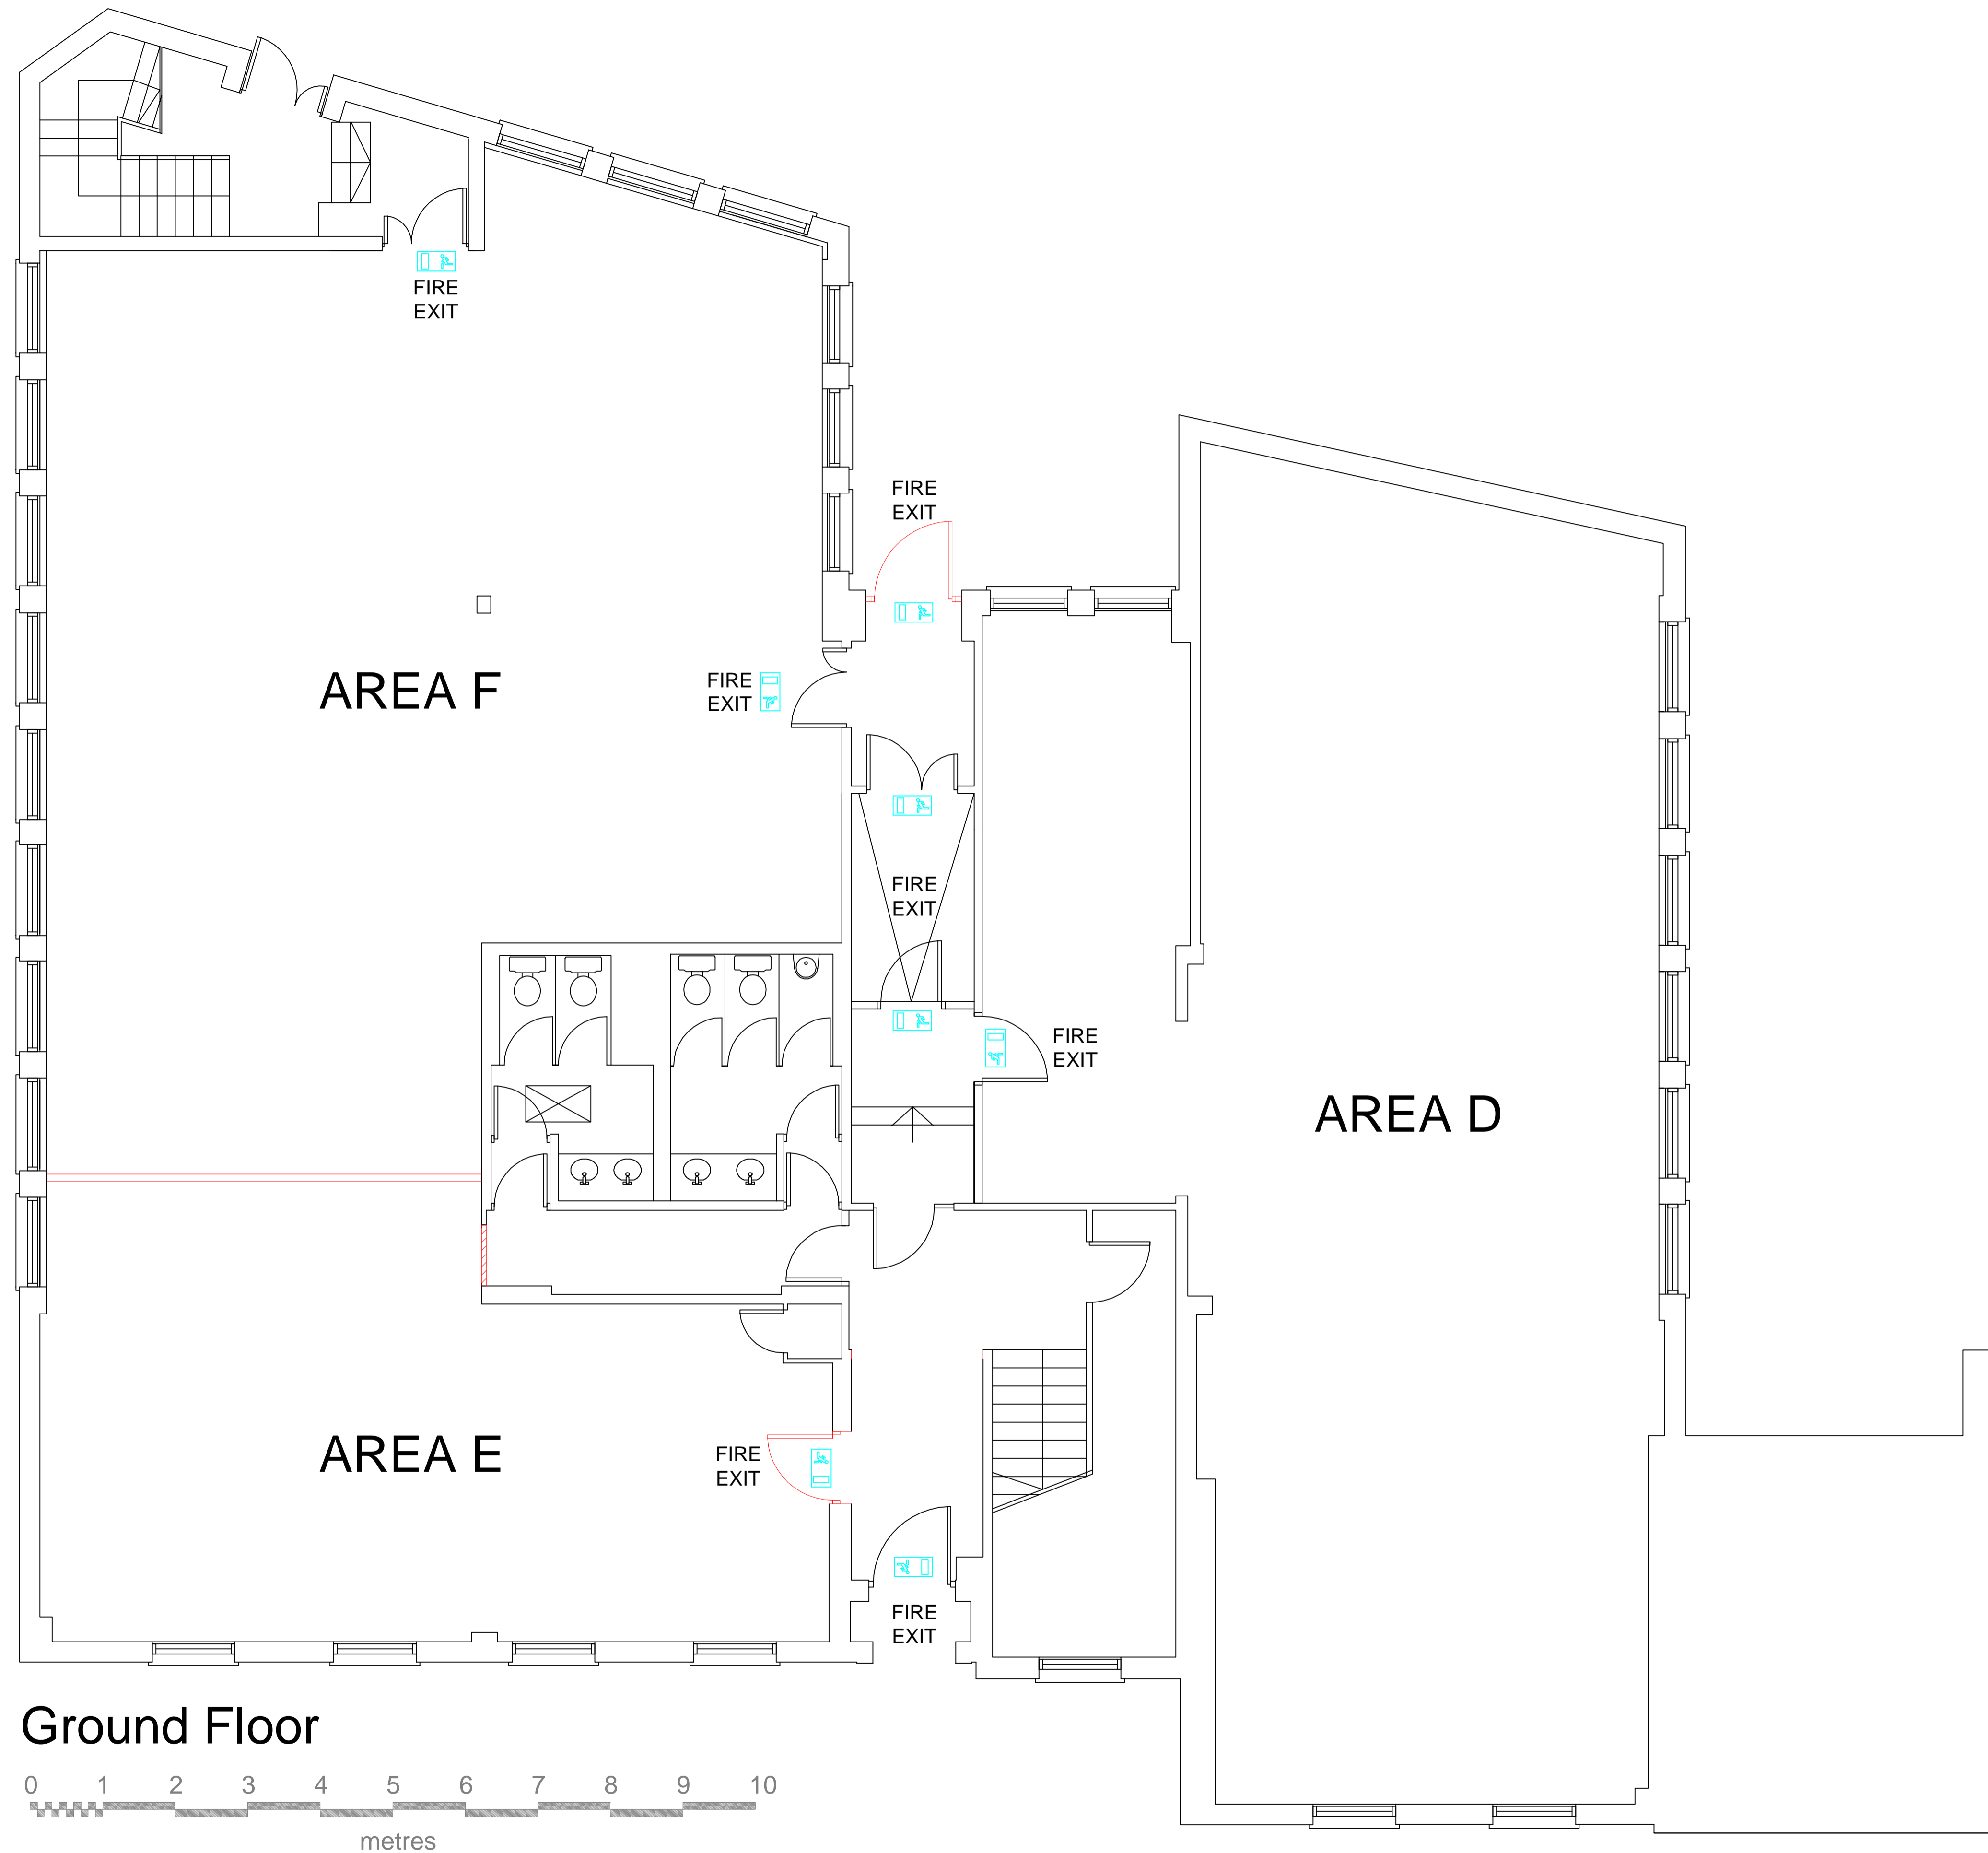 FIRE
EXIT
FIRE
EXIT
FIRE
EXIT
AREA F
FIRE
EXIT
FIRE
EXIT
AREA D
AREA E
FIRE
EXIT
FIRE
EXIT
Ground Floor
0 1 2 3 4 5 6 7 8 9 10
metres